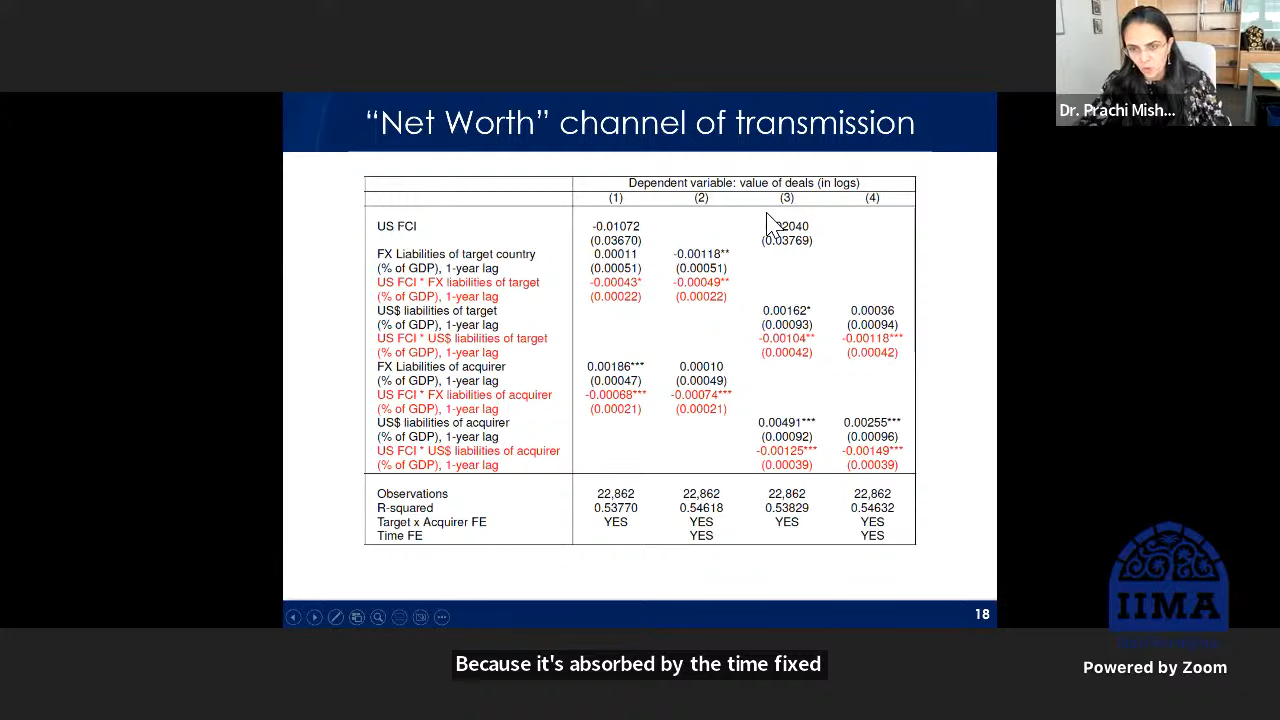 Dr. Prachi Mish...
“Net Worth” channel of transmission
Dependent variable: value of deals (in logs)
(1) (2) (3) (4)
US FCI -0.01072 2040
(0.03670) (0.03769)
FX Liabilities of target country 0.00011 -0.00118**
(% of GDP), 1-year lag (0.00051) (0.00051)
US FCI * FX liabilities of target -0.00043* -0.00049**
(% of GDP), 1-year lag (0.00022) (0.00022)
US$ liabilities of target 0.00162* 0.00036
(% of GDP), 1-year lag (0.00093) (0.00094)
US FCI * US$ liabilities of target -0.00104** -0.00118***
(% of GDP), 1-year lag (0.00042) (0.00042)
FX Liabilities of acquirer 0.00186*** 0.00010
(% of GDP), 1-year lag (0.00047) (0.00049)
US FCI * FX liabilities of acquirer -0.00068*** -0.00074***
(% of GDP), 1-year lag (0.00021) (0.00021)
US$ liabilities of acquirer 0.00491*** 0.00255***
(% of GDP), 1-year lag (0.00092) (0.00096)
US FCI * US$ liabilities of acquirer -0.00125*** -0.00149***
(% of GDP), 1-year lag (0.00039) (0.00039)
Observations 22,862 22,862 22,862 22,862
R-squared 0.53770 0.54618 0.53829 0.54632
Target x Acquirer FE YES YES YES YES
Time FE YES YES
18
IIMA
Because it's absorbed by the time fixed
Powered by Zoom